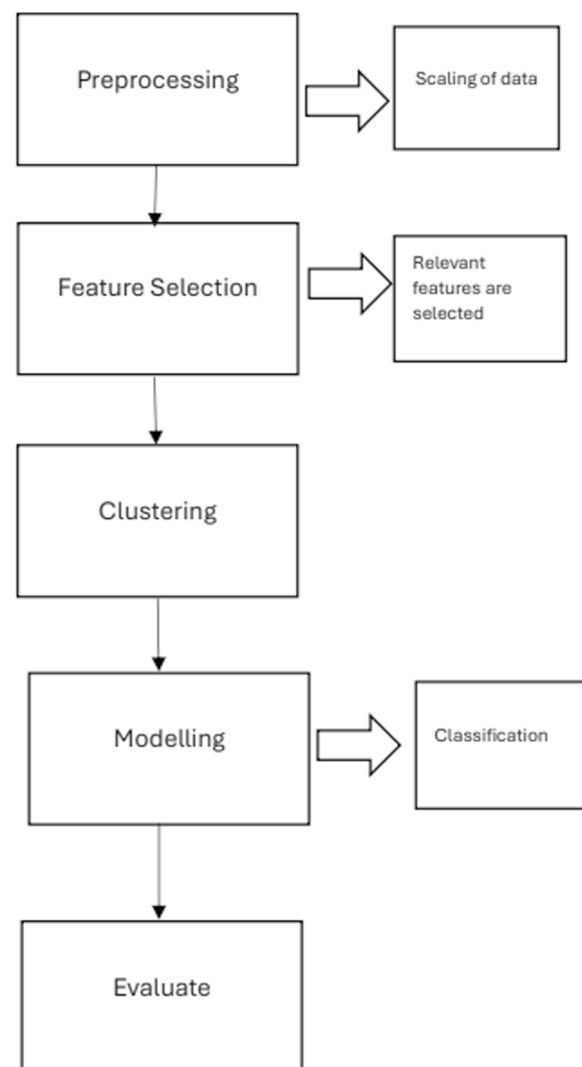 Preprocessing
Scaling of data
Feature Selection
Relevant
features are
selected
Clustering
Modelling
Classification
Evaluate